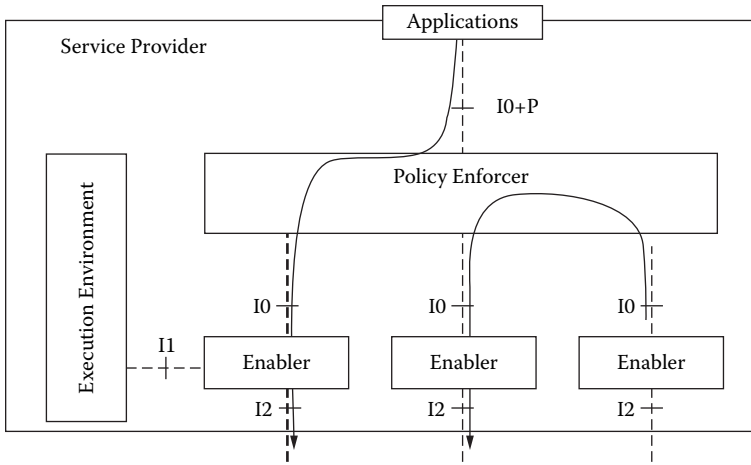 Applications
Service Provider
I0+P
Policy Enforcer
Execution Environment
I0
I0
I0
I1
Enabler
Enabler
Enabler
I2
I2
I2